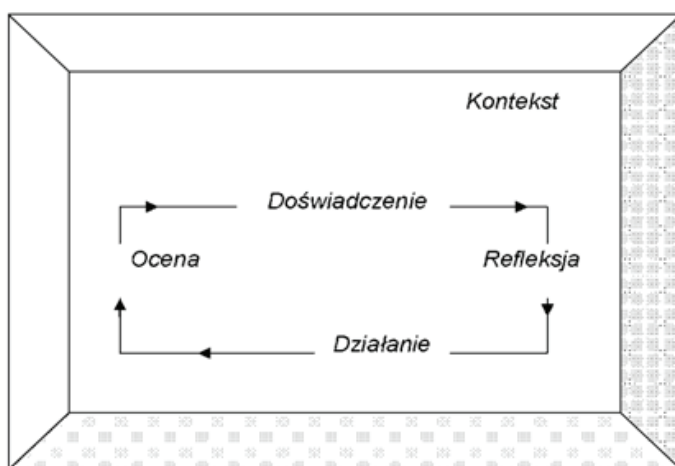 Kontekst
Doświadczenie
Ocena
Refleksja
Działanie